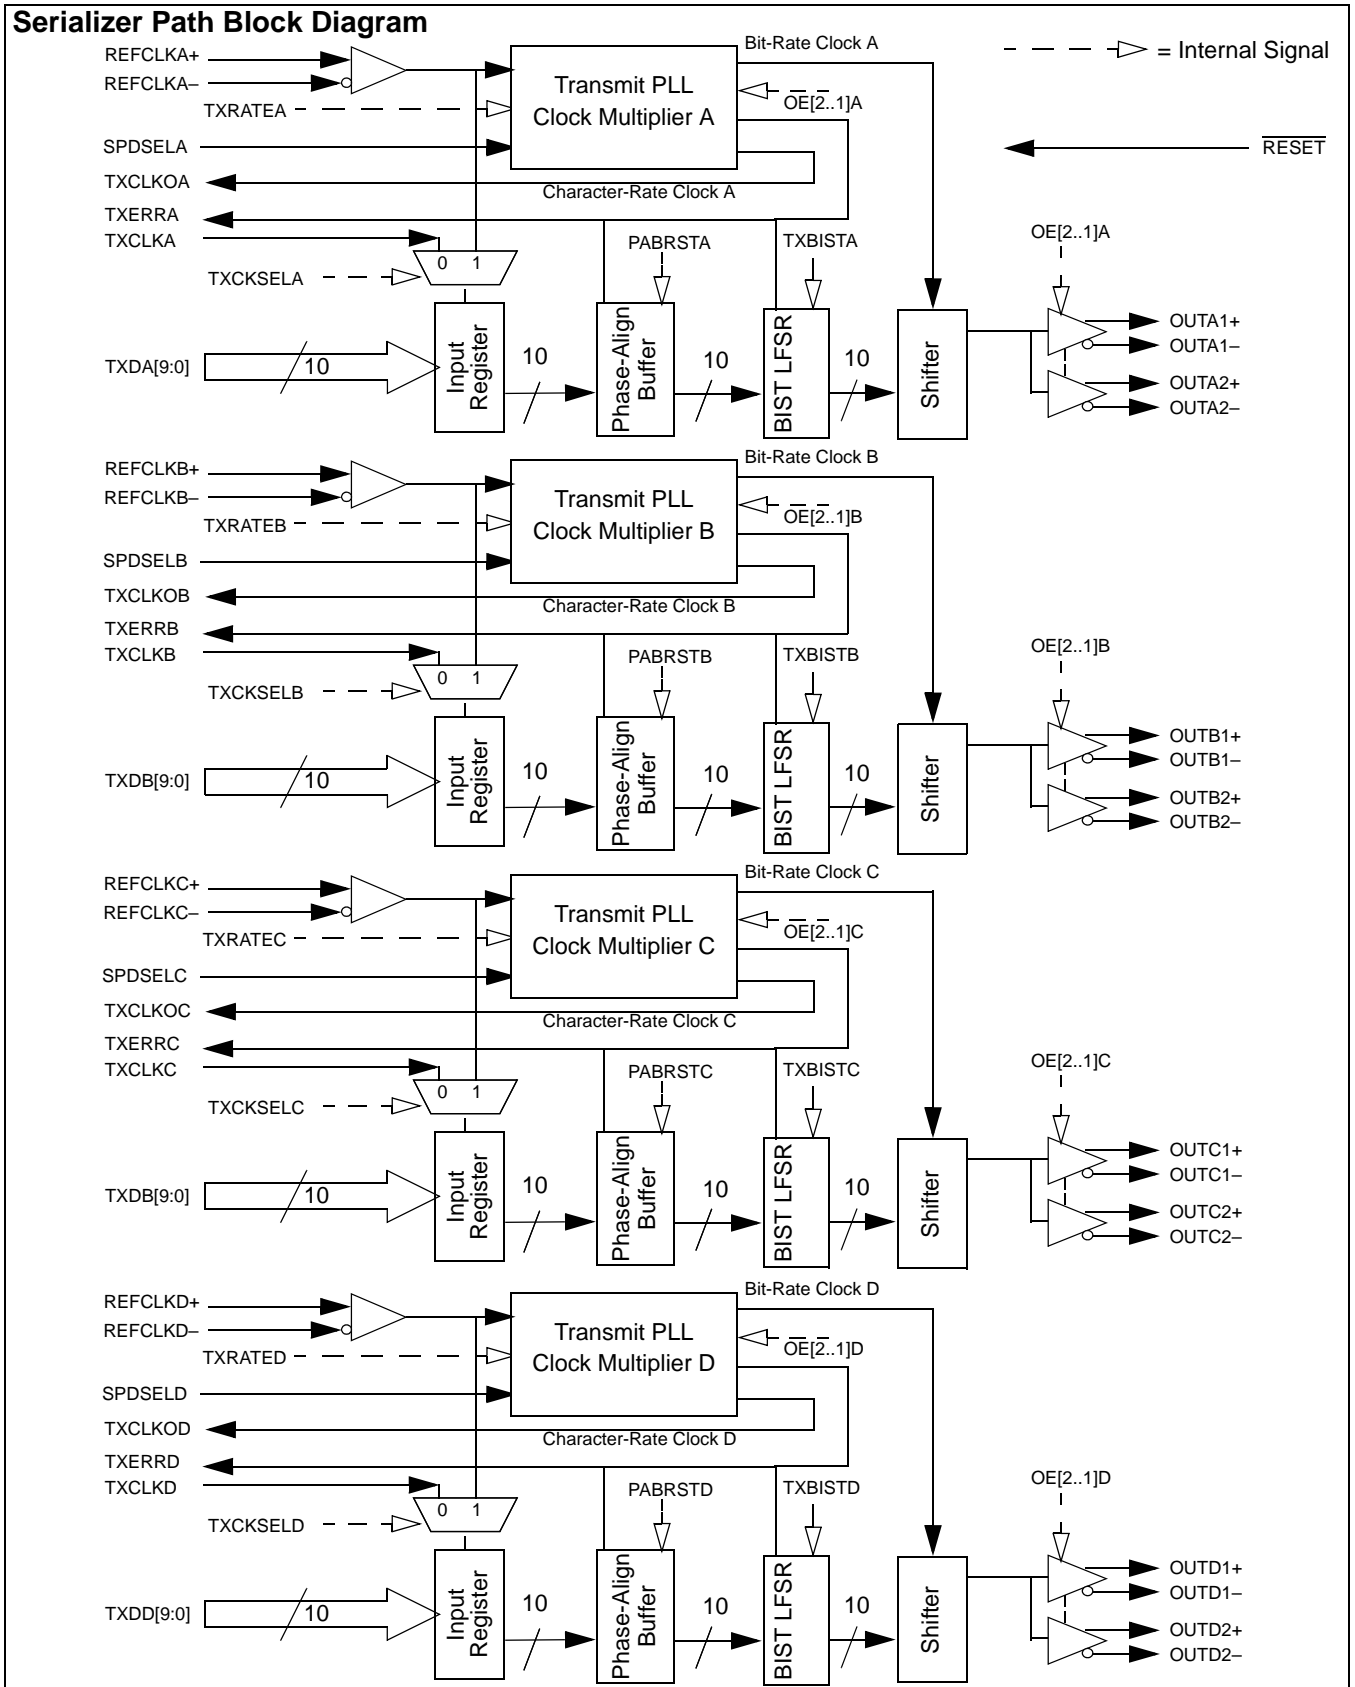 Serializer Path Block Diagram
= Internal Signal
RESET
REFCLKA+
REFCLKA–
TXRATEA
SPDSELA
TXCLKOA
TXERRA
TXCLKA
TXCKSELA
TXDA[9:0]
10
Transmit PLL
Clock Multiplier A
Bit-Rate Clock A
OE[2..1]A
Character-Rate Clock A
0 1
PABRSTA
TXBISTA
OE[2..1]A
Input
Register
10
Phase-Align
Buffer
10
BIST LFSR
10
Shifter
OUTA1+
OUTA1–
OUTA2+
OUTA2–
REFCLKB+
REFCLKB–
TXRATEB
SPDSELB
TXCLKOB
TXERRB
TXCLKB
TXCKSELB
TXDB[9:0]
10
Transmit PLL
Clock Multiplier B
Bit-Rate Clock B
OE[2..1]B
Character-Rate Clock B
0 1
PABRSTB
TXBISTB
OE[2..1]B
Input
Register
10
Phase-Align
Buffer
10
BIST LFSR
10
Shifter
OUTB1+
OUTB1–
OUTB2+
OUTB2–
REFCLKC+
REFCLKC–
TXRATEC
SPDSELC
TXCLKOC
TXERRC
TXCLKC
TXCKSELC
TXDB[9:0]
10
Transmit PLL
Clock Multiplier C
Bit-Rate Clock C
OE[2..1]C
Character-Rate Clock C
0 1
PABRSTC
TXBISTC
OE[2..1]C
Input
Register
10
Phase-Align
Buffer
10
BIST LFSR
10
Shifter
OUTC1+
OUTC1–
OUTC2+
OUTC2–
REFCLKD+
REFCLKD–
TXRATED
SPDSELD
TXCLKOD
TXERRD
TXCLKD
TXCKSELD
TXDD[9:0]
10
Transmit PLL
Clock Multiplier D
Bit-Rate Clock D
OE[2..1]D
Character-Rate Clock D
0 1
PABRSTD
TXBISTD
OE[2..1]D
Input
Register
10
Phase-Align
Buffer
10
BIST LFSR
10
Shifter
OUTD1+
OUTD1–
OUTD2+
OUTD2–